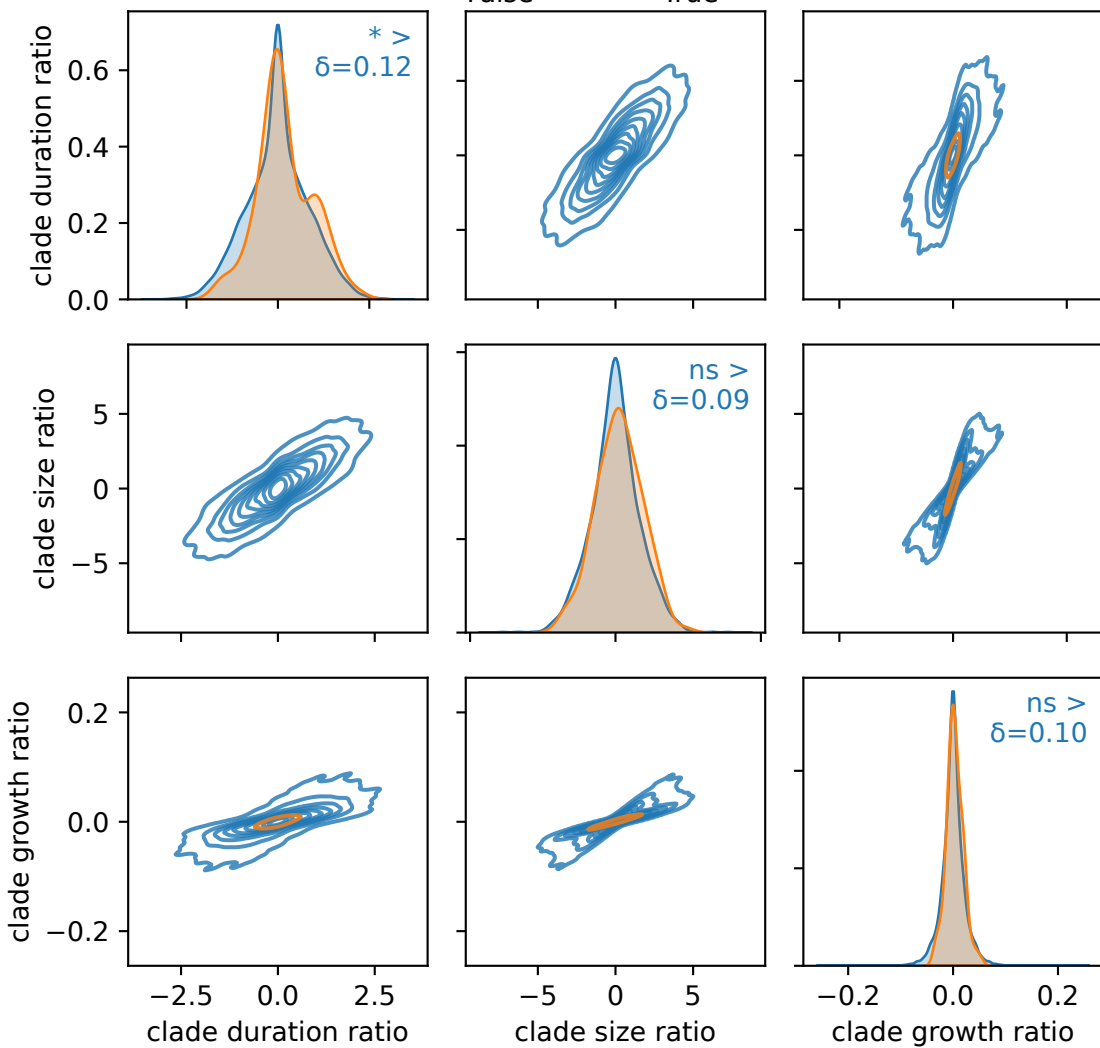 clade duration ratio
0.6
0.4
0.2
0.0
* >
δ=0.12
clade size ratio
5
0
−5
ns >
δ=0.09
clade growth ratio
0.2
0.0
−0.2
ns >
δ=0.10
−2.5 0.0 2.5
−5 0 5
−0.2 0.0 0.2
clade duration ratio
clade size ratio
clade growth ratio